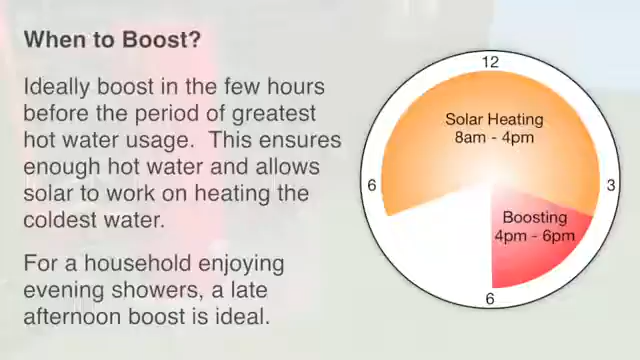 When to Boost?
Ideally boost in the few hours
before the period of greatest
hot water usage.  This ensures
enough hot water and allows
solar to work on heating the
coldest water.
For a household enjoying
evening showers, a late
afternoon boost is ideal.
12
Solar Heating
8am - 4pm
6
3
Boosting
4pm - 6pm
6